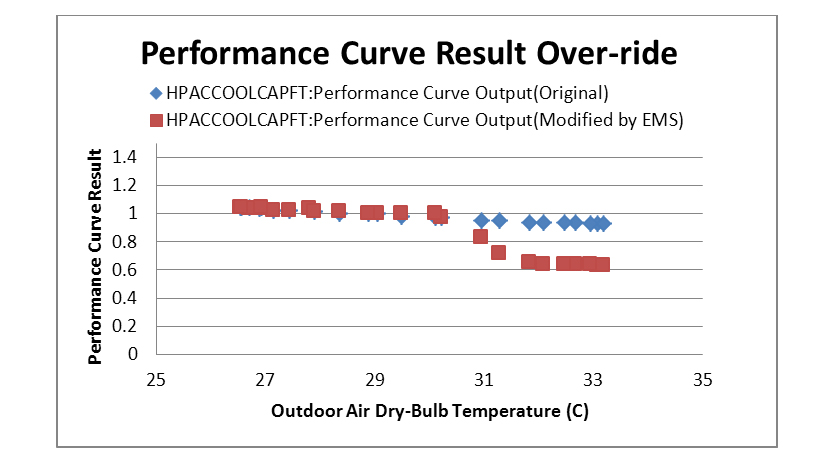 Performance Curve Result Over-ride
HPACCOOLCAPFT:Performance Curve Output(Original)
HPACCOOLCAPFT:Performance Curve Output(Modified by EMS)
Performance Curve Result
1.4
1.2
1
0.8
0.6
0.4
0.2
0
25 27 29 31 33 35
Outdoor Air Dry-Bulb Temperature (C)